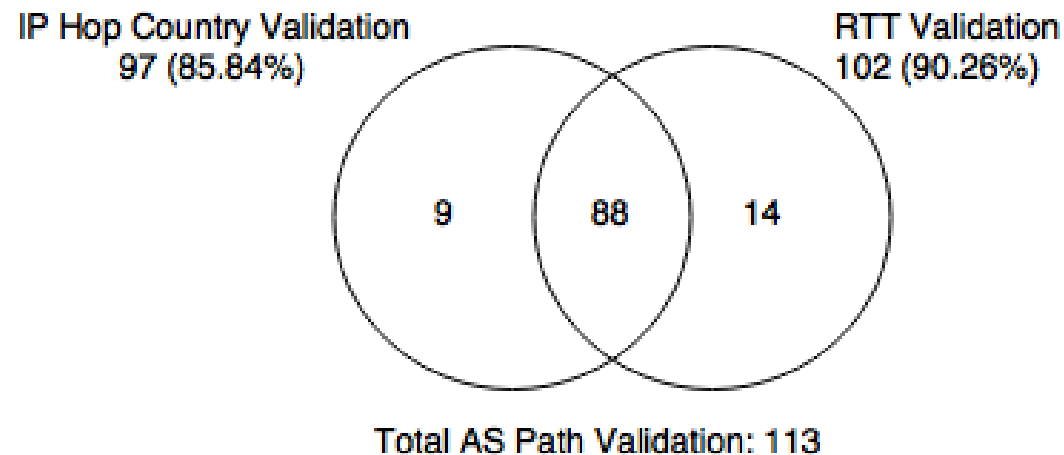 IP Hop Country Validation
97 (85.84%)
RTT Validation
102 (90.26%)
9
88
14
Total AS Path Validation: 113